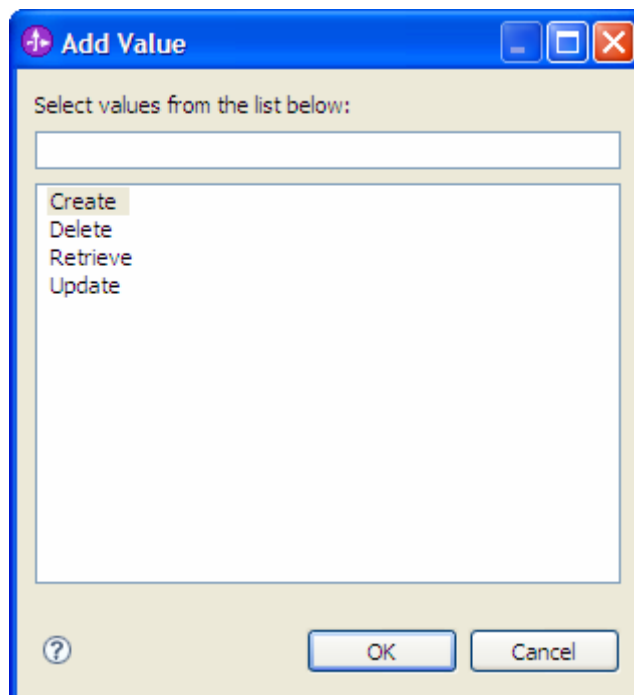 Add Value
Select values from the list below:
Create
Delete
Retrieve
Update
?
OK Cancel